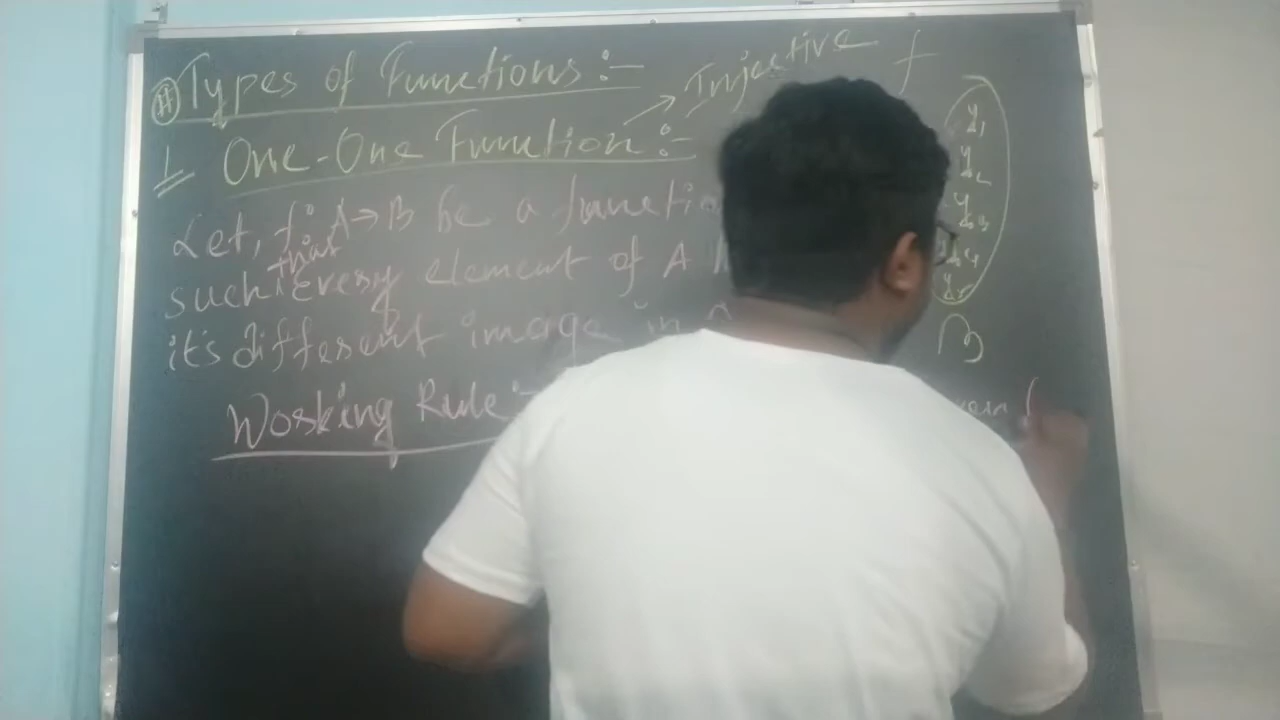 # Types of Functions :-
1 One-One Function :- → Injective f
Let, f: A→B be a functio
such that Every element of A
it's different image in
Working Rule :-
y1
y2
y3
y4
y5
B